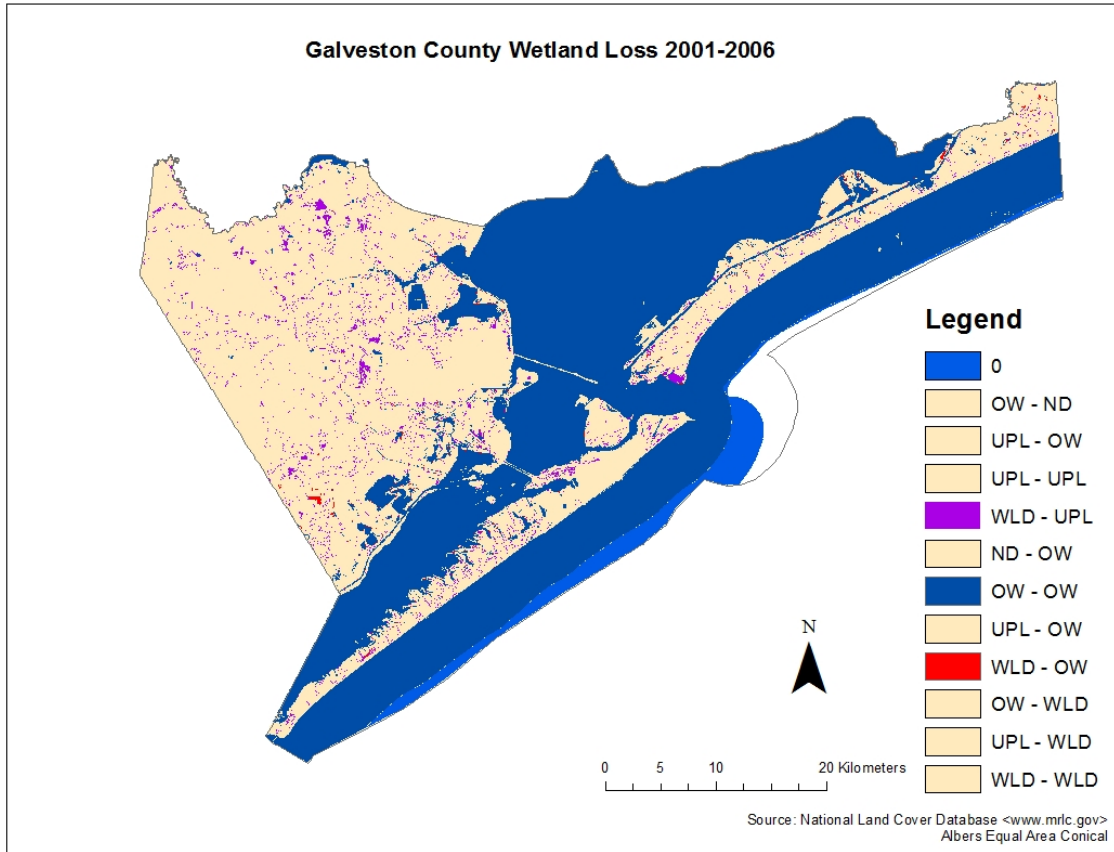 Galveston County Wetland Loss 2001-2006
Legend
0
OW - ND
UPL - OW
UPL - UPL
WLD - UPL
ND - OW
OW - OW
UPL - OW
WLD - OW
OW - WLD
UPL - WLD
WLD - WLD
N
0 5 10 20 Kilometers
Source: National Land Cover Database <www.mrlc.gov>
Albers Equal Area Conical